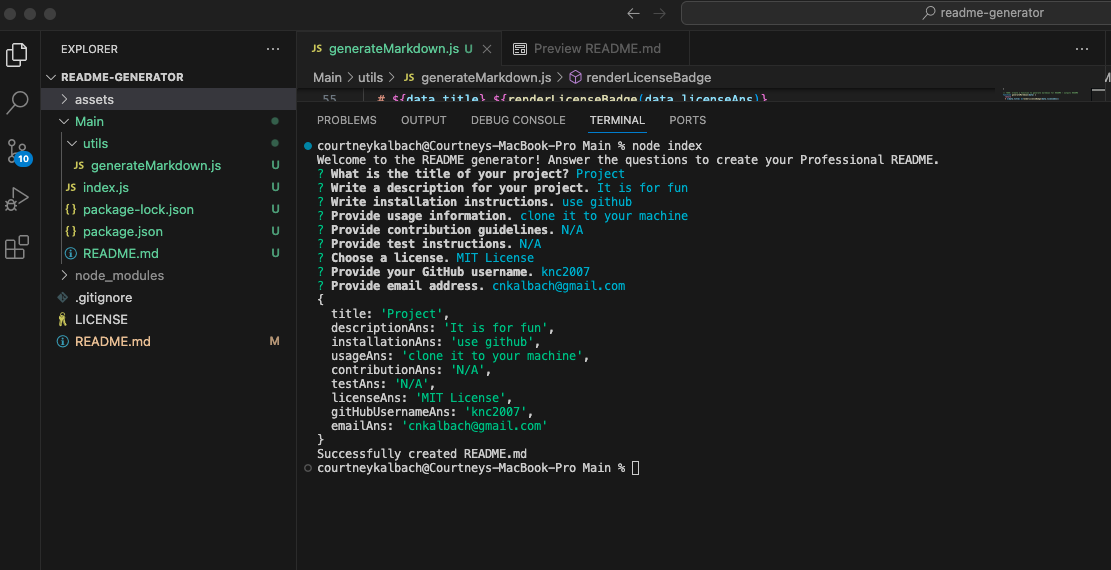 readme-generator
EXPLORER
README-GENERATOR
assets
Main
utils
JS generateMarkdown.js U
JS index.js U
{} package-lock.json U
{} package.json U
README.md U
node_modules
.gitignore
LICENSE
README.md M
10
JS generateMarkdown.js U
Preview README.md
Main > utils > JS generateMarkdown.js > renderLicenseBadge
55 # ${data.title} ${renderLicenseBadge(data.licenseAns)}
PROBLEMS OUTPUT DEBUG CONSOLE TERMINAL PORTS
courtneykalbach@Courtneys-MacBook-Pro Main % node index
Welcome to the README generator! Answer the questions to create your Professional README.
? What is the title of your project? Project
? Write a description for your project. It is for fun
? Write installation instructions. use github
? Provide usage information. clone it to your machine
? Provide contribution guidelines. N/A
? Provide test instructions. N/A
? Choose a license. MIT License
? Provide your GitHub username. knc2007
? Provide email address. cnkalbach@gmail.com
{
title: 'Project',
descriptionAns: 'It is for fun',
installationAns: 'use github',
usageAns: 'clone it to your machine',
contributionAns: 'N/A',
testAns: 'N/A',
licenseAns: 'MIT License',
gitHubUsernameAns: 'knc2007',
emailAns: 'cnkalbach@gmail.com'
}
Successfully created README.md
courtneykalbach@Courtneys-MacBook-Pro Main %